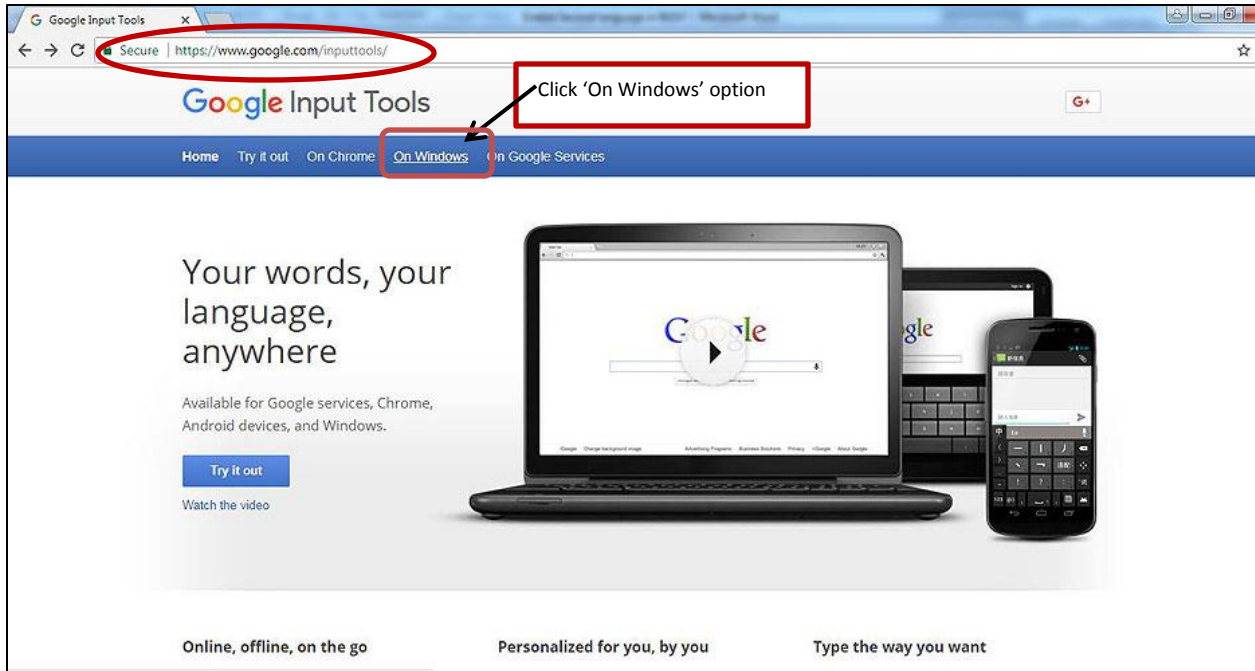 Google Input Tools
Secure | https://www.google.com/inputtools/
Google Input Tools
Click 'On Windows' option
G+
Home Try it out On Chrome On Windows On Google Services
Your words, your
language,
anywhere
Available for Google services, Chrome,
Android devices, and Windows.
Try it out
Watch the video
Google
gle
Online, offline, on the go
Personalized for you, by you
Type the way you want